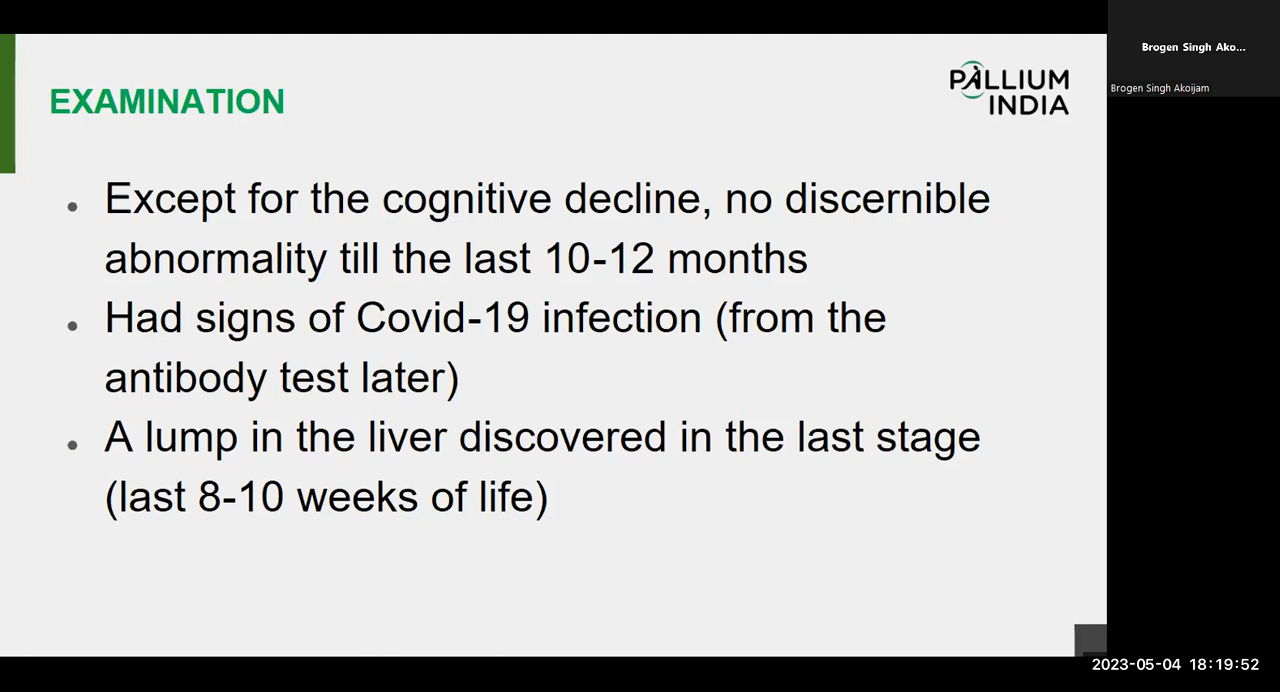 Brogen Singh Ako...
Brogen Singh Akoijam
PALLIUM
INDIA
EXAMINATION
• Except for the cognitive decline, no discernible
abnormality till the last 10-12 months
• Had signs of Covid-19 infection (from the
antibody test later)
• A lump in the liver discovered in the last stage
(last 8-10 weeks of life)
2023-05-04 18:19:52